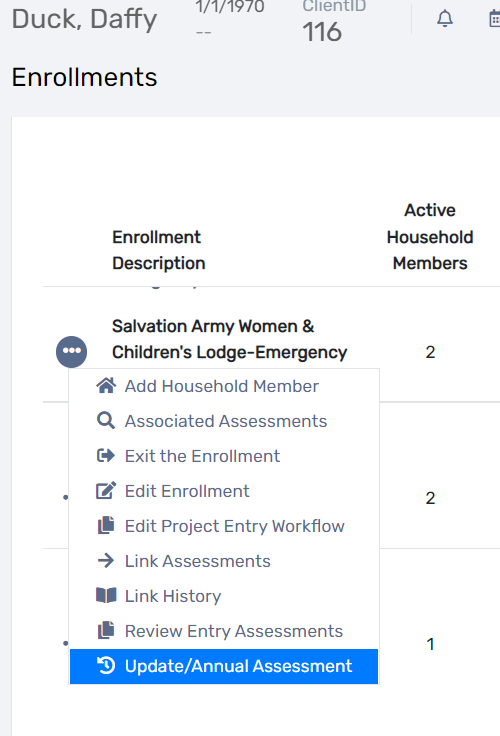 Duck, Daffy
1/1/1970
--
ClientID
116
Enrollments
Enrollment
Description
Active
Household
Members
Salvation Army Women &
Children's Lodge-Emergency
2
Add Household Member
Associated Assessments
Exit the Enrollment
Edit Enrollment
2
Edit Project Entry Workflow
Link Assessments
Link History
Review Entry Assessments
1
Update/Annual Assessment